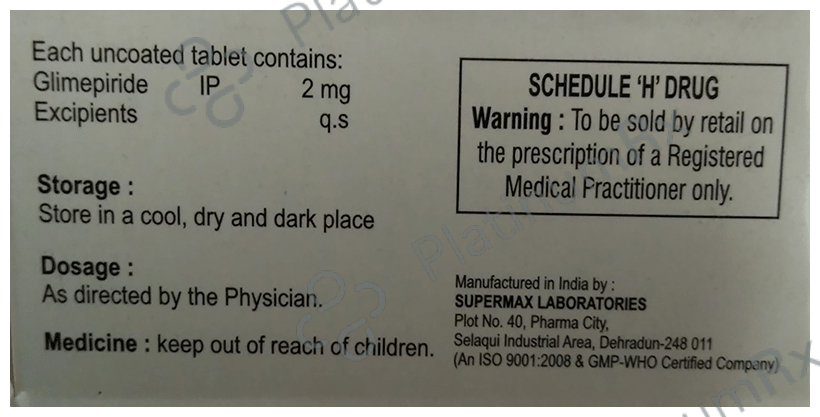 Each uncoated tablet contains:
Glimepiride IP 2 mg
Excipients q.s
Storage :
Store in a cool, dry and dark place
Dosage :
As directed by the Physician.
Medicine : keep out of reach of children.
SCHEDULE 'H' DRUG
Warning : To be sold by retail on
the prescription of a Registered
Medical Practitioner only.
Manufactured in India by :
SUPERMAX LABORATORIES
Plot No. 40, Pharma City,
Selaqui Industrial Area, Dehradun-248 011
(An ISO 9001:2008 & GMP-WHO Certified Company)
PlatinumRx